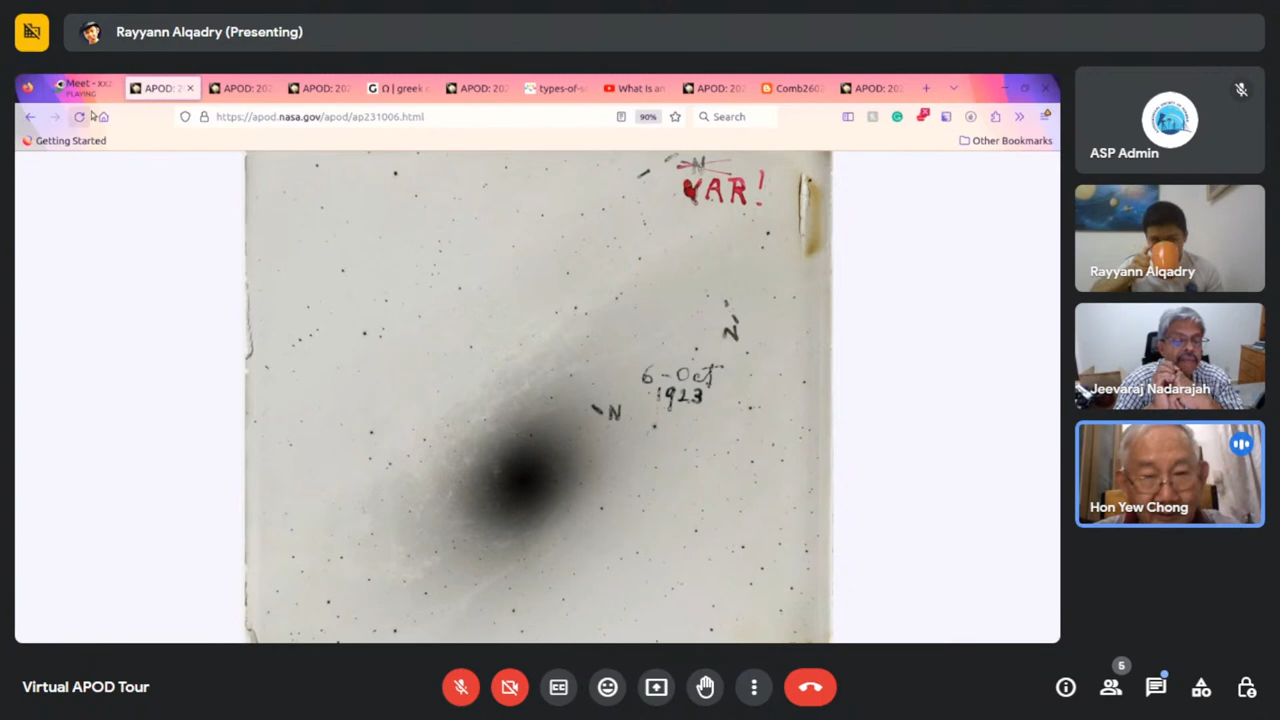 Rayyann Alqadry (Presenting)
Meet - xx
PLAYING
APOD: 2
APOD: 202
APOD: 202
Ω | greek
APOD: 202
types-of-s
What Is an
APOD: 202
Comb2602
APOD: 202
https://apod.nasa.gov/apod/ap231006.html
90%
Search
Getting Started
Other Bookmarks
N
VAR!
N
6-Oct
1923
N
ASP Admin
Rayyann Alqadry
Jeevaraj Nadarajah
Hon Yew Chong
Virtual APOD Tour
5